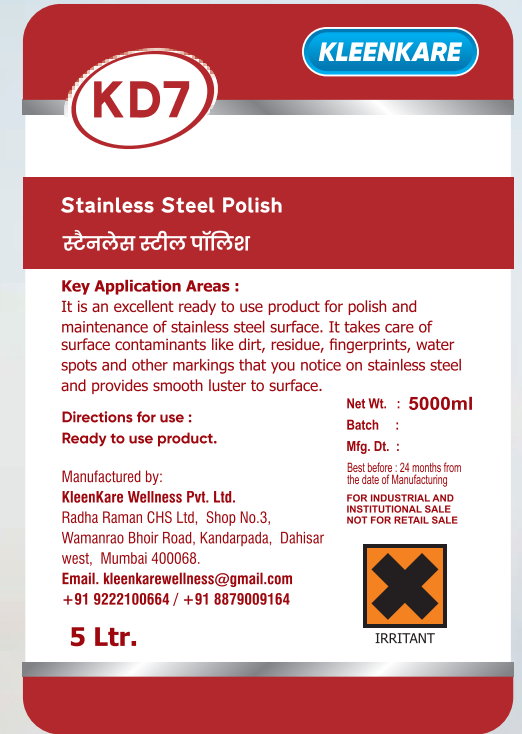 KLEENKARE
KD7
Stainless Steel Polish
स्टैनलेस स्टील पॉलिश
Key Application Areas :
It is an excellent ready to use product for polish and
maintenance of stainless steel surface. It takes care of
surface contaminants like dirt, residue, fingerprints, water
spots and other markings that you notice on stainless steel
and provides smooth luster to surface.
Directions for use :
Ready to use product.
Net Wt. : 5000ml
Batch :
Mfg. Dt. :
Best before : 24 months from
the date of Manufacturing
FOR INDUSTRIAL AND
INSTITUTIONAL SALE
NOT FOR RETAIL SALE
Manufactured by:
KleenKare Wellness Pvt. Ltd.
Radha Raman CHS Ltd, Shop No.3,
Wamanrao Bhoir Road, Kandarpada, Dahisar
west, Mumbai 400068.
Email. kleenkarewellness@gmail.com
+91 9222100664 / +91 8879009164
5 Ltr.
IRRITANT